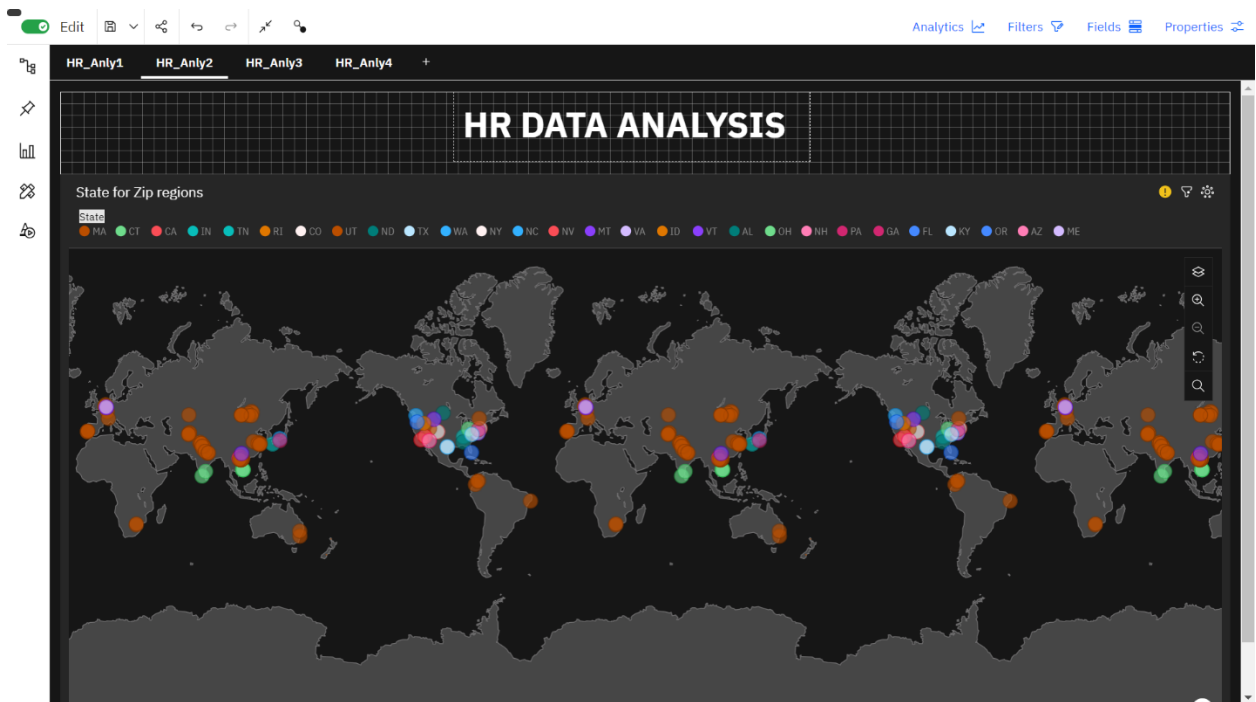 Edit Analytics Filters Fields Properties
HR_Anly1 HR_Anly2 HR_Anly3 HR_Anly4 +
HR DATA ANALYSIS
State for Zip regions
State
MA CT CA IN TN RI CO UT ND TX WA NY NC NV MT VA ID VT AL OH NH PA GA FL KY OR AZ ME